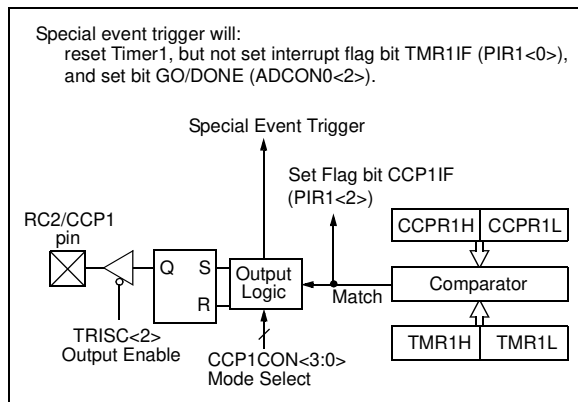 Special event trigger will:
reset Timer1, but not set interrupt flag bit TMR1IF (PIR1<0>),
and set bit GO/DONE (ADCON0<2>).
Special Event Trigger
Set Flag bit CCP1IF
(PIR1<2>)
RC2/CCP1
pin
CCPR1H CCPR1L
Q S
R
Output
Logic
Match
Comparator
TRISC<2>
Output Enable
CCP1CON<3:0>
Mode Select
TMR1H TMR1L